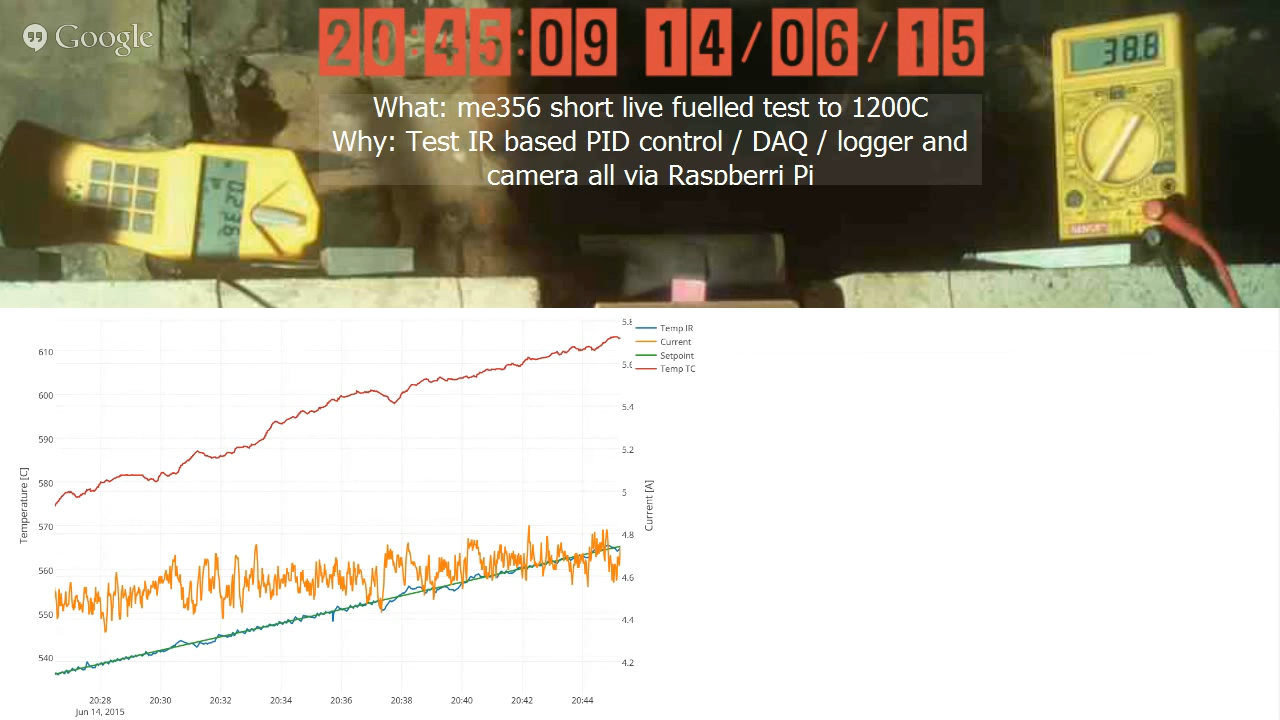 Google
20:45:09 14/06/15
What: me356 short live fuelled test to 1200C
Why: Test IR based PID control / DAQ / logger and
camera all via Raspberri Pi
38.8
Temp IR
Current
Setpoint
Temp TC
Temperature [C]
610
600
590
580
570
560
550
540
5.4
5.2
5
4.8
4.6
4.4
4.2
Current [A]
20:28
20:30
20:32
20:34
20:36
20:38
20:40
20:42
20:44
Jun 14, 2015